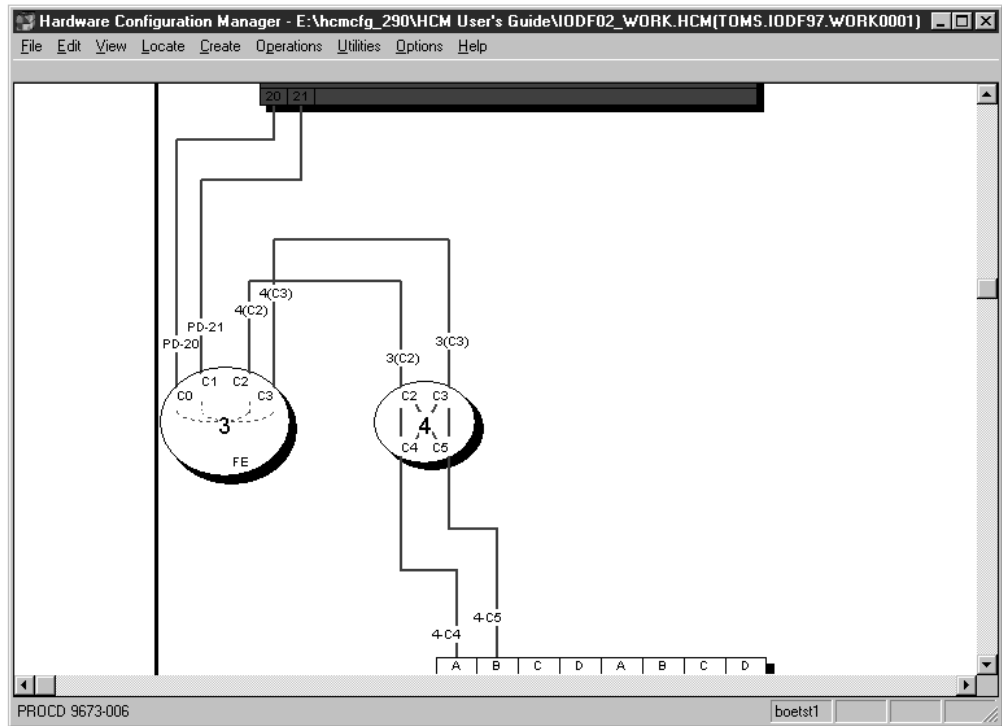 Hardware Configuration Manager - E:\hcmcfg_290\HCM User's Guide\IODF02_WORK.HCM(TOMS.IODF97.WORK0001)
File Edit View Locate Create Operations Utilities Options Help
20 21
4(C3)
4(C2)
PD-21
PD-20
3(C3)
3(C2)
C1 C2
C0 C3
3
FE
C2 C3
4
C4 C5
4-C5
4-C4
A B C D A B C D
PROCD 9673-006
boetst1